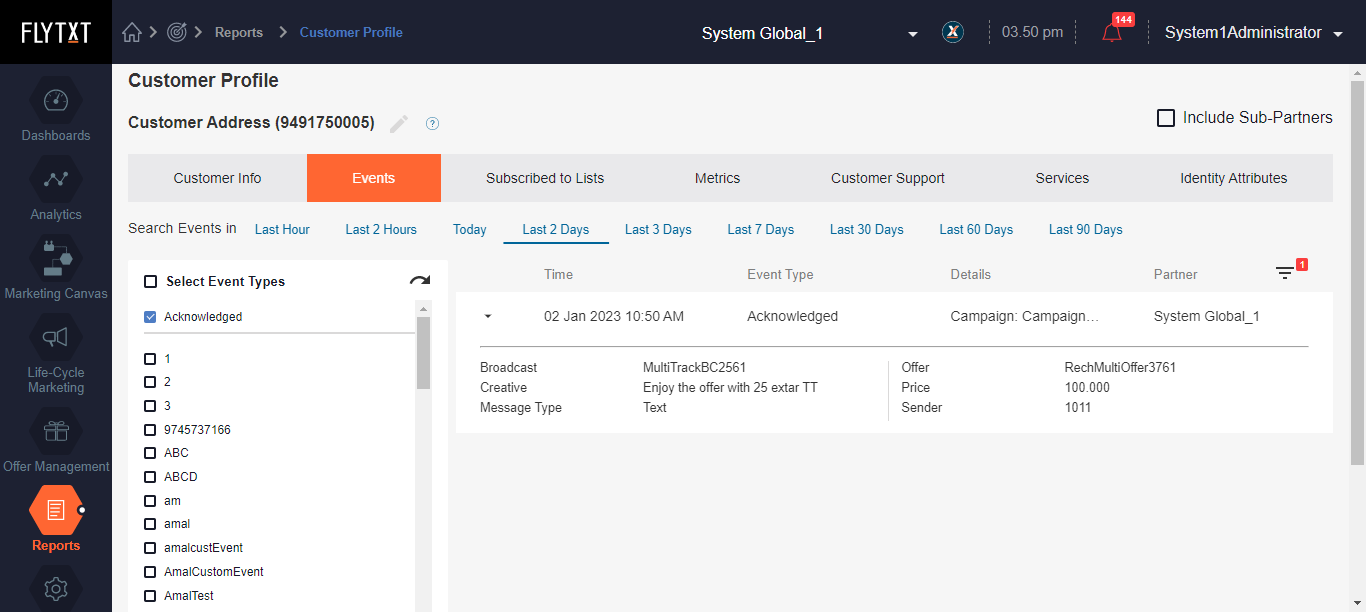 FLYTXT
Reports
Customer Profile
System Global_1
X
03.50 pm
144
System1Administrator
Dashboards
Analytics
Marketing Canvas
Life-Cycle
Marketing
Offer Management
Reports
Customer Profile
Customer Address (9491750005)
?
Include Sub-Partners
Customer Info
Events
Subscribed to Lists
Metrics
Customer Support
Services
Identity Attributes
Search Events in
Last Hour
Last 2 Hours
Today
Last 2 Days
Last 3 Days
Last 7 Days
Last 30 Days
Last 60 Days
Last 90 Days
Select Event Types
Acknowledged
1
2
3
9745737166
ABC
ABCD
am
amal
amalcustEvent
AmalCustomEvent
AmalTest
Time
Event Type
Details
Partner
1
02 Jan 2023 10:50 AM
Acknowledged
Campaign: Campaign...
System Global_1
Broadcast
MultiTrackBC2561
Creative
Enjoy the offer with 25 extar TT
Message Type
Text
Offer
RechMultiOffer3761
Price
100.000
Sender
1011